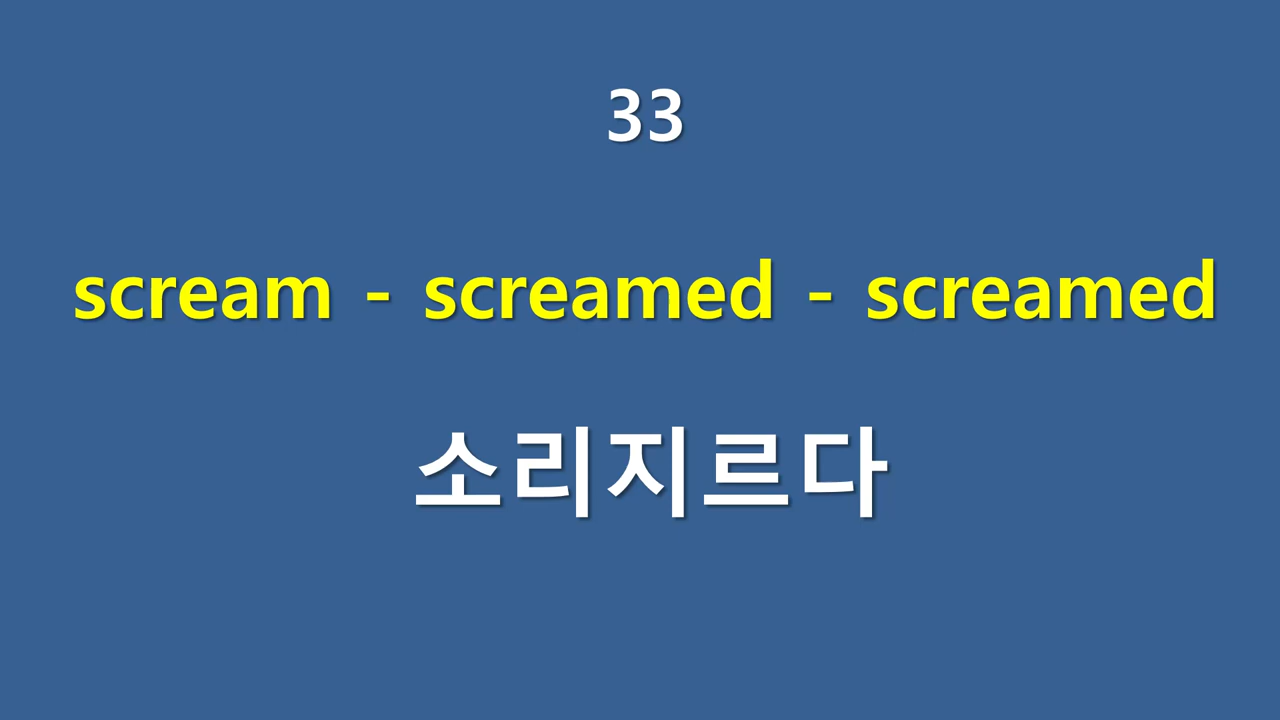 33
scream - screamed - screamed
소리지르다